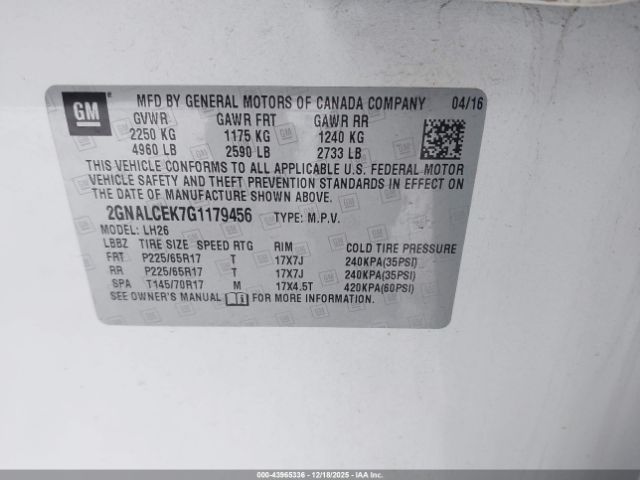 GM
MFD BY GENERAL MOTORS OF CANADA COMPANY 04/16
GVWR GAWR FRT GAWR RR
2250 KG 1175 KG 1240 KG
4960 LB 2590 LB 2733 LB
THIS VEHICLE CONFORMS TO ALL APPLICABLE U.S. FEDERAL MOTOR
VEHICLE SAFETY AND THEFT PREVENTION STANDARDS IN EFFECT ON
THE DATE OF MANUFACTURE SHOWN ABOVE.
2GNALCEK7G1179456 TYPE: M.P.V.
MODEL: LH26
LBBZ TIRE SIZE SPEED RTG RIM COLD TIRE PRESSURE
FRT P225/65R17 T 17X7J 240KPA(35PSI)
RR P225/65R17 T 17X7J 240KPA(35PSI)
SPA T145/70R17 M 17X4.5T 420KPA(60PSI)
SEE OWNER'S MANUAL FOR MORE INFORMATION.
000-43965336 - 12/18/2025 - Copart, Inc.